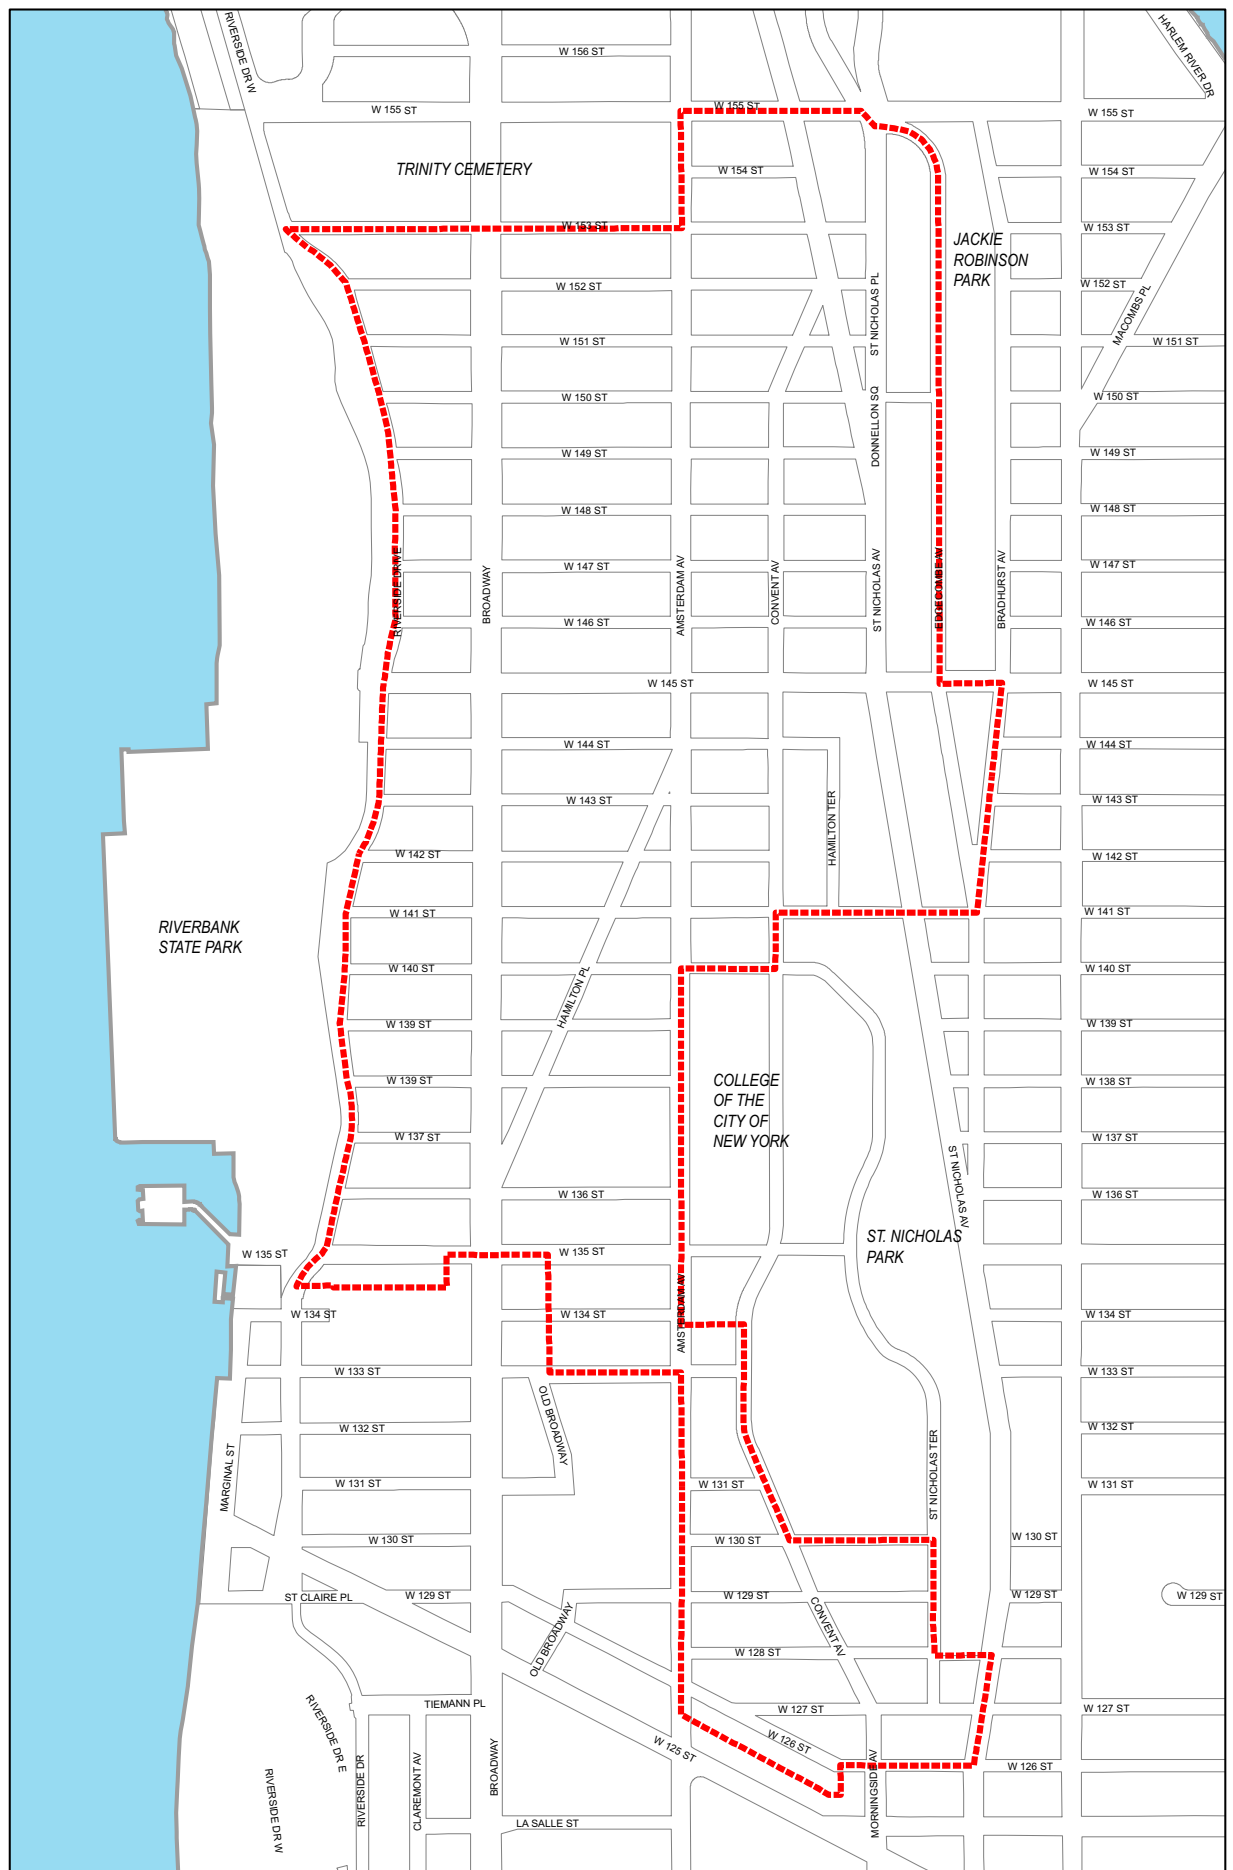 RIVERSIDE DR W
HARLEM RIVER DR
W 156 ST
W 155 ST
W 155 ST
W 155 ST
TRINITY CEMETERY
W 154 ST
W 154 ST
W 153 ST
W 153 ST
JACKIE
ROBINSON
PARK
W 152 ST
W 152 ST
ST NICHOLAS PL
MACOMBS PL
W 151 ST
W 151 ST
W 150 ST
W 150 ST
DONNELLON SQ
W 149 ST
W 149 ST
W 148 ST
W 148 ST
RIVERSIDE DRIVE
BROADWAY
W 147 ST
AMSTERDAM AV
CONVENT AV
ST NICHOLAS AV
EDGECOMBE AV
BRADHURST AV
W 147 ST
W 146 ST
W 146 ST
W 145 ST
W 145 ST
W 144 ST
W 144 ST
W 143 ST
W 143 ST
HAMILTON TER
W 142 ST
W 142 ST
W 141 ST
W 141 ST
RIVERBANK
STATE PARK
W 140 ST
W 140 ST
HAMILTON PL
W 139 ST
W 139 ST
W 139 ST
W 138 ST
COLLEGE
OF THE
CITY OF
NEW YORK
W 137 ST
W 137 ST
ST NICHOLAS AV
W 136 ST
W 136 ST
ST. NICHOLAS
PARK
W 135 ST
W 135 ST
W 134 ST
W 134 ST
AMSTERDAM AV
W 134 ST
W 133 ST
W 133 ST
OLD BROADWAY
W 132 ST
W 132 ST
MARGINAL ST
W 131 ST
W 131 ST
ST NICHOLAS TER
W 131 ST
W 130 ST
W 130 ST
W 130 ST
ST CLAIRE PL
W 129 ST
W 129 ST
W 129 ST
W 129 ST
OLD BROADWAY
CONVENT AV
W 128 ST
TIEMANN PL
W 127 ST
W 127 ST
RIVERSIDE DR E
W 125 ST
W 126 ST
W 126 ST
RIVERSIDE DR W
RIVERSIDE DR
CLAREMONT AV
BROADWAY
MORNINGSIDE AV
LA SALLE ST